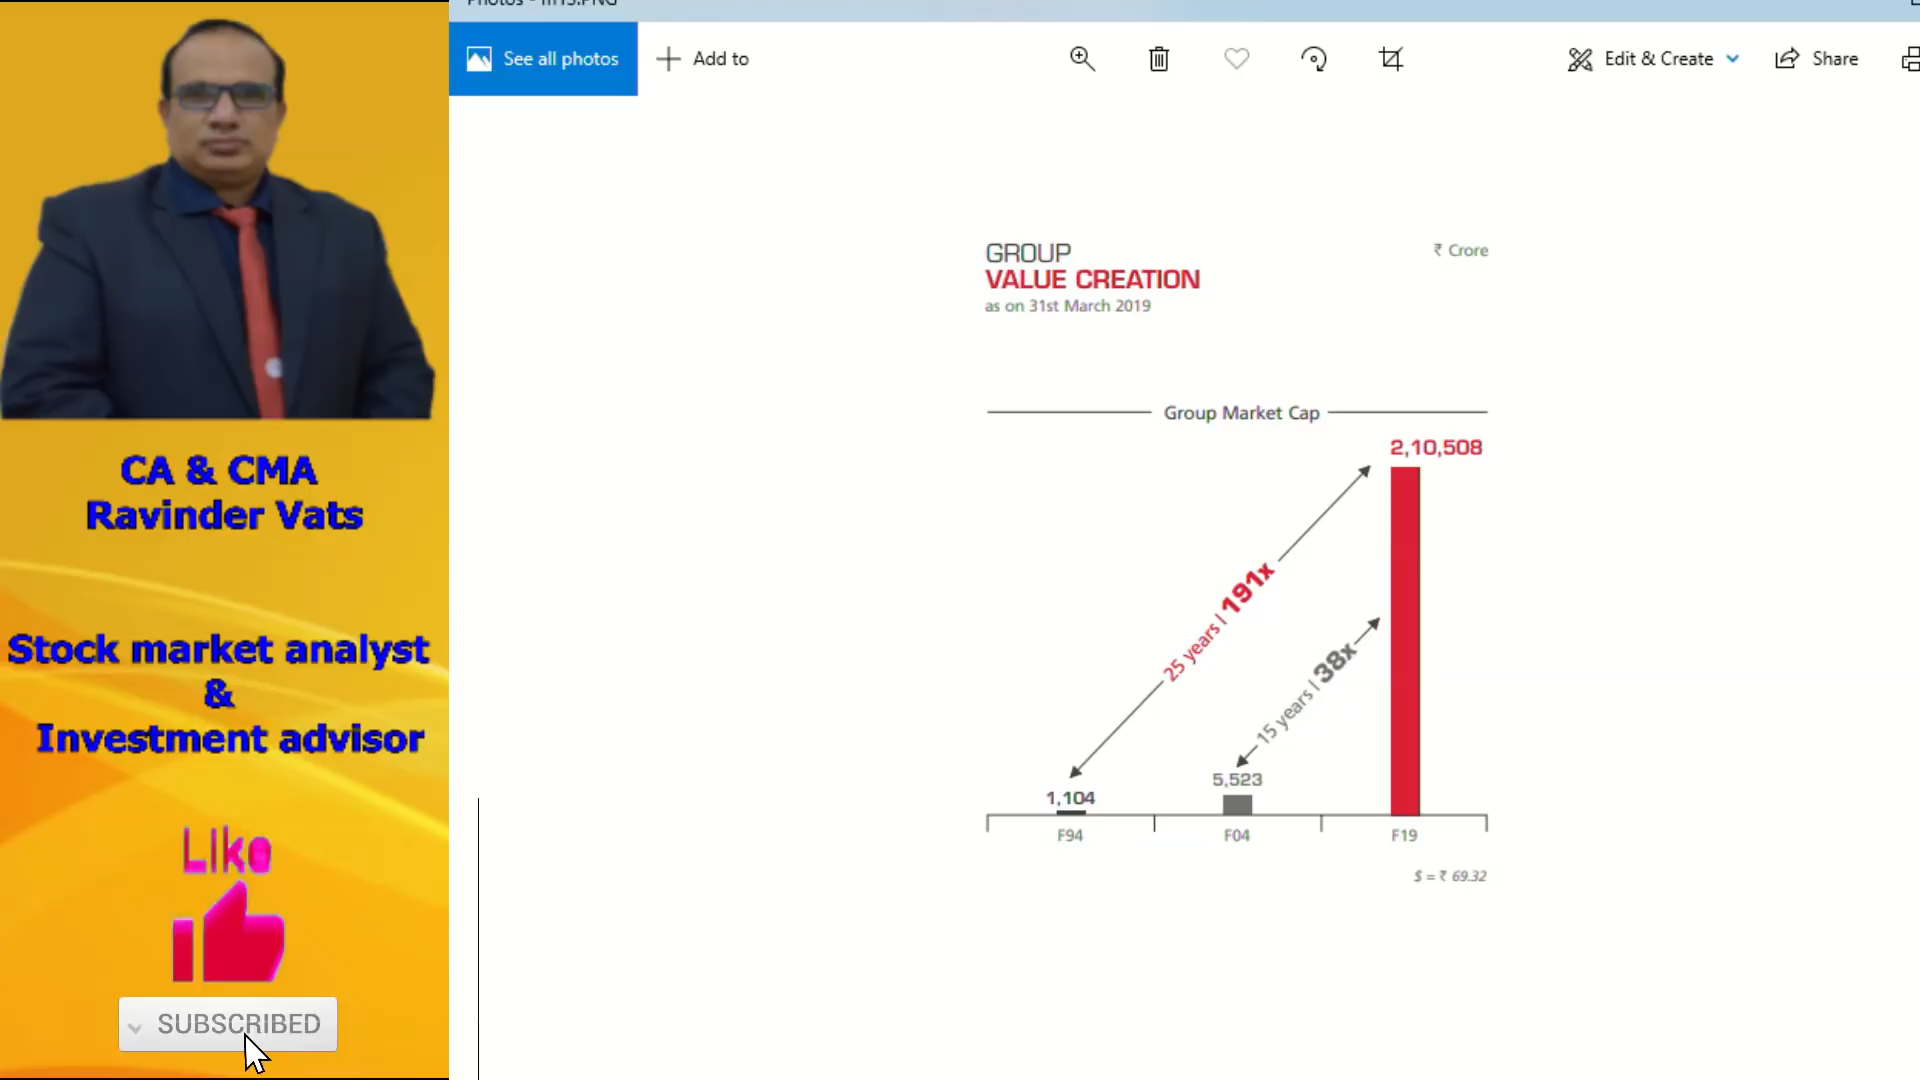 See all photos
Add to
Edit & Create
Share
CA & CMA
Ravinder Vats
Stock market analyst
&
Investment advisor
Like
SUBSCRIBED
GROUP
VALUE CREATION
as on 31st March 2019
₹ Crore
Group Market Cap
2,10,508
25 years | 191x
15 years | 38x
5,523
1,104
F94
F04
F19
$ = ₹ 69.32